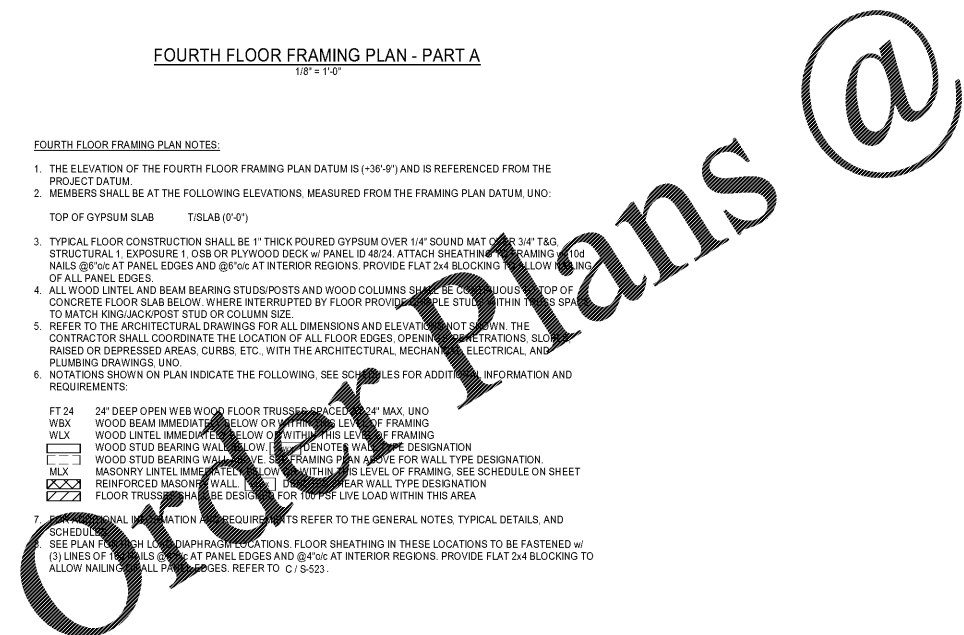 FOURTH FLOOR FRAMING PLAN - PART A
1/8" = 1'-0"
FOURTH FLOOR FRAMING PLAN NOTES:
1. THE ELEVATION OF THE FOURTH FLOOR FRAMING PLAN DATUM IS (+36'-9") AND IS REFERENCED FROM THE
PROJECT DATUM.
2. MEMBERS SHALL BE AT THE FOLLOWING ELEVATIONS, MEASURED FROM THE FRAMING PLAN DATUM, UNO:
TOP OF GYPSUM SLAB T/SLAB (0'-0")
3. TYPICAL FLOOR CONSTRUCTION SHALL BE 1" THICK POURED GYPSUM OVER 1/4" SOUND MAT OVER 3/4" T&G,
STRUCTURAL 1, EXPOSURE 1, OSB OR PLYWOOD DECK w/ PANEL ID 48/24. ATTACH SHEATHING TO FRAMING w/ 10d
NAILS @6"o/c AT PANEL EDGES AND @6"o/c AT INTERIOR REGIONS. PROVIDE FLAT 2x4 BLOCKING TO ALLOW NAILING
OF ALL PANEL EDGES.
4. ALL WOOD LINTEL AND BEAM BEARING STUDS/POSTS AND WOOD COLUMNS SHALL BE CONTINUOUS TO TOP OF
CONCRETE FLOOR SLAB BELOW. WHERE INTERRUPTED BY FLOOR PROVIDE CRIPPLE STUDS WITHIN TRUSS SPACE
TO MATCH KING/JACK/POST STUD OR COLUMN SIZE.
5. REFER TO THE ARCHITECTURAL DRAWINGS FOR ALL DIMENSIONS AND ELEVATIONS NOT SHOWN. THE
CONTRACTOR SHALL COORDINATE THE LOCATION OF ALL FLOOR EDGES, OPENINGS, PENETRATIONS, SLOPES,
RAISED OR DEPRESSED AREAS, CURBS, ETC., WITH THE ARCHITECTURAL, MECHANICAL, ELECTRICAL, AND
PLUMBING DRAWINGS, UNO.
6. NOTATIONS SHOWN ON PLAN INDICATE THE FOLLOWING, SEE SCHEDULES FOR ADDITIONAL INFORMATION AND
REQUIREMENTS:
FT 24 24" DEEP OPEN WEB WOOD FLOOR TRUSSES SPACED AT 24" MAX, UNO
WBX WOOD BEAM IMMEDIATELY BELOW OR WITHIN THIS LEVEL OF FRAMING
WLX WOOD LINTEL IMMEDIATELY BELOW OR WITHIN THIS LEVEL OF FRAMING
WOOD STUD BEARING WALL BELOW. DENOTES WALL TYPE DESIGNATION
WOOD STUD BEARING WALL ABOVE. SEE FRAMING PLAN ABOVE FOR WALL TYPE DESIGNATION.
MLX MASONRY LINTEL IMMEDIATELY BELOW OR WITHIN THIS LEVEL OF FRAMING, SEE SCHEDULE ON SHEET
REINFORCED MASONRY WALL. DENOTES SHEAR WALL TYPE DESIGNATION
FLOOR TRUSSES SHALL BE DESIGNED FOR 100 PSF LIVE LOAD WITHIN THIS AREA
7. FOR ADDITIONAL INFORMATION AND REQUIREMENTS REFER TO THE GENERAL NOTES, TYPICAL DETAILS, AND
SCHEDULES.
8. SEE PLAN FOR HIGH LOAD DIAPHRAGM LOCATIONS. FLOOR SHEATHING IN THESE LOCATIONS TO BE FASTENED w/
(3) LINES OF 10d NAILS @4"o/c AT PANEL EDGES AND @4"o/c AT INTERIOR REGIONS. PROVIDE FLAT 2x4 BLOCKING TO
ALLOW NAILING OF ALL PANEL EDGES. REFER TO C / S-523.
Order Plans @